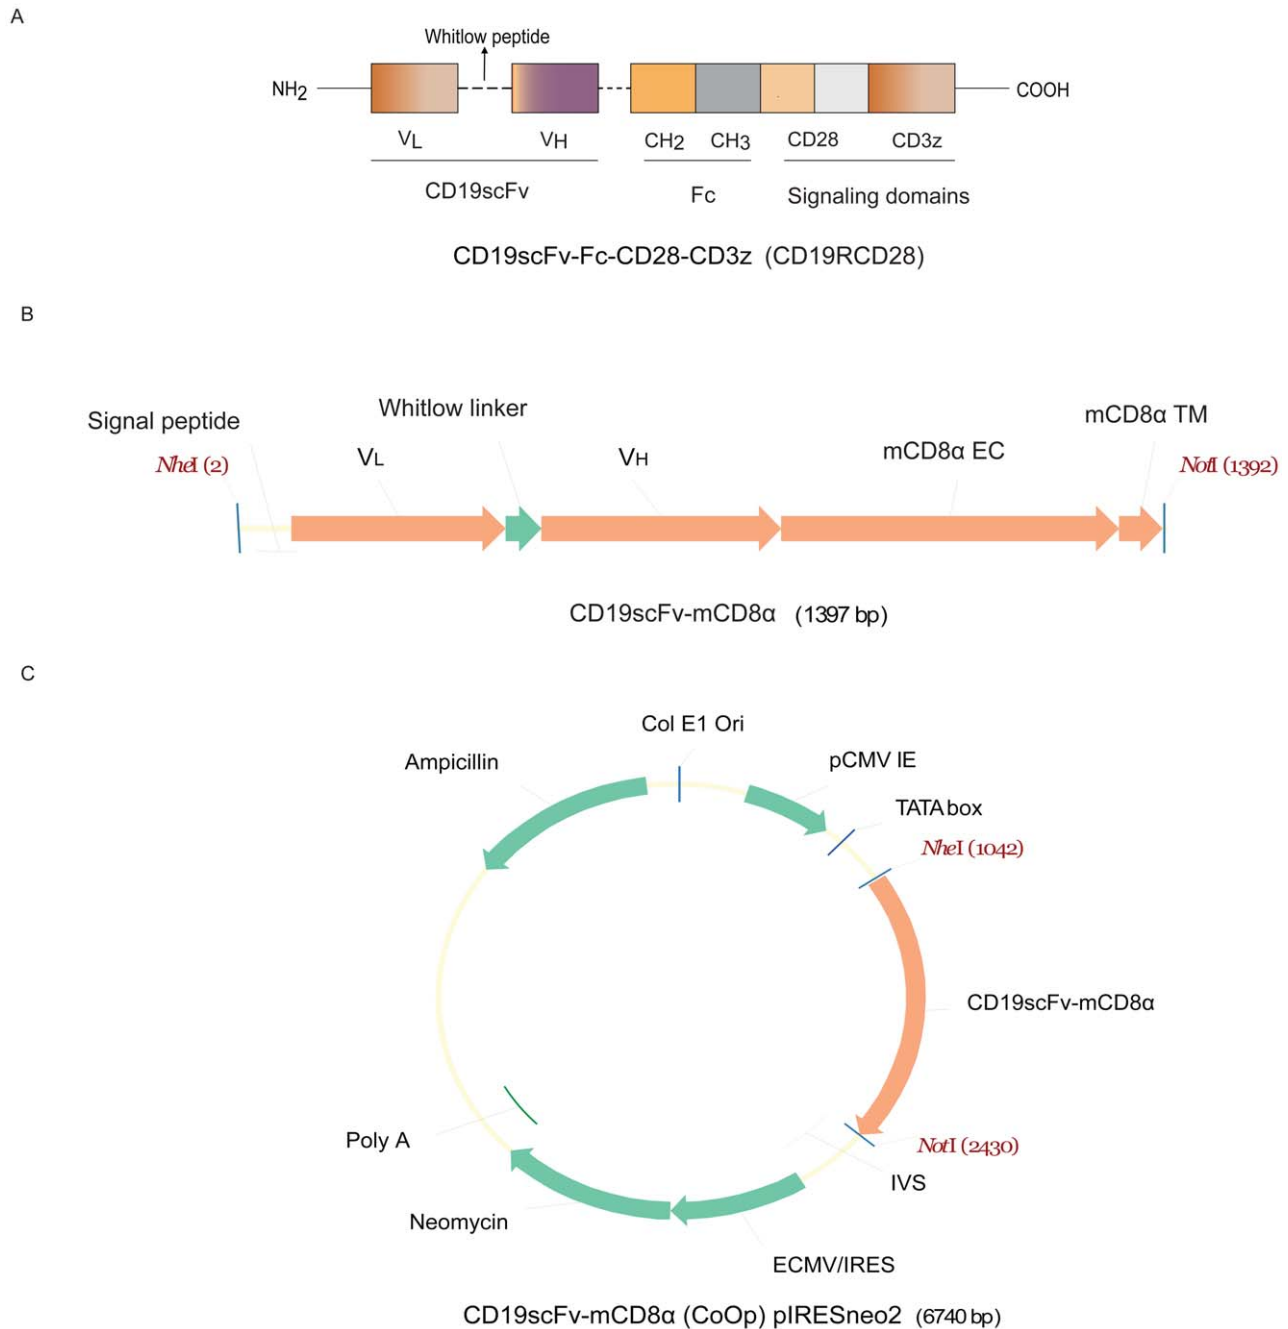 A
Whitlow peptide
NH2
COOH
VL
VH
CH2
CH3
CD28
CD3z
CD19scFv
Fc
Signaling domains
CD19scFv-Fc-CD28-CD3z (CD19RCD28)
B
Signal peptide
Whitlow linker
mCD8α TM
NheI (2)
VL
VH
mCD8α EC
NotI (1392)
CD19scFv-mCD8α (1397 bp)
C
Col E1 Ori
Ampicillin
pCMV IE
TATA box
NheI (1042)
CD19scFv-mCD8α
NotI (2430)
Poly A
IVS
Neomycin
ECMV/IRES
CD19scFv-mCD8α (CoOp) pIRESneo2 (6740 bp)